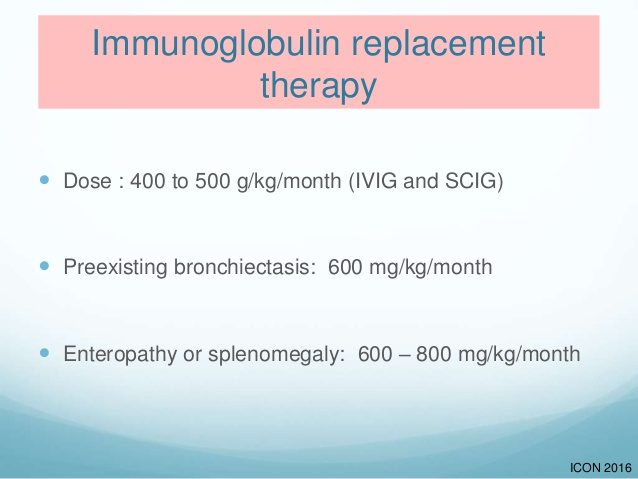 Immunoglobulin replacement
therapy
• Dose : 400 to 500 g/kg/month (IVIG and SCIG)
• Preexisting bronchiectasis: 600 mg/kg/month
• Enteropathy or splenomegaly: 600 – 800 mg/kg/month
ICON 2016